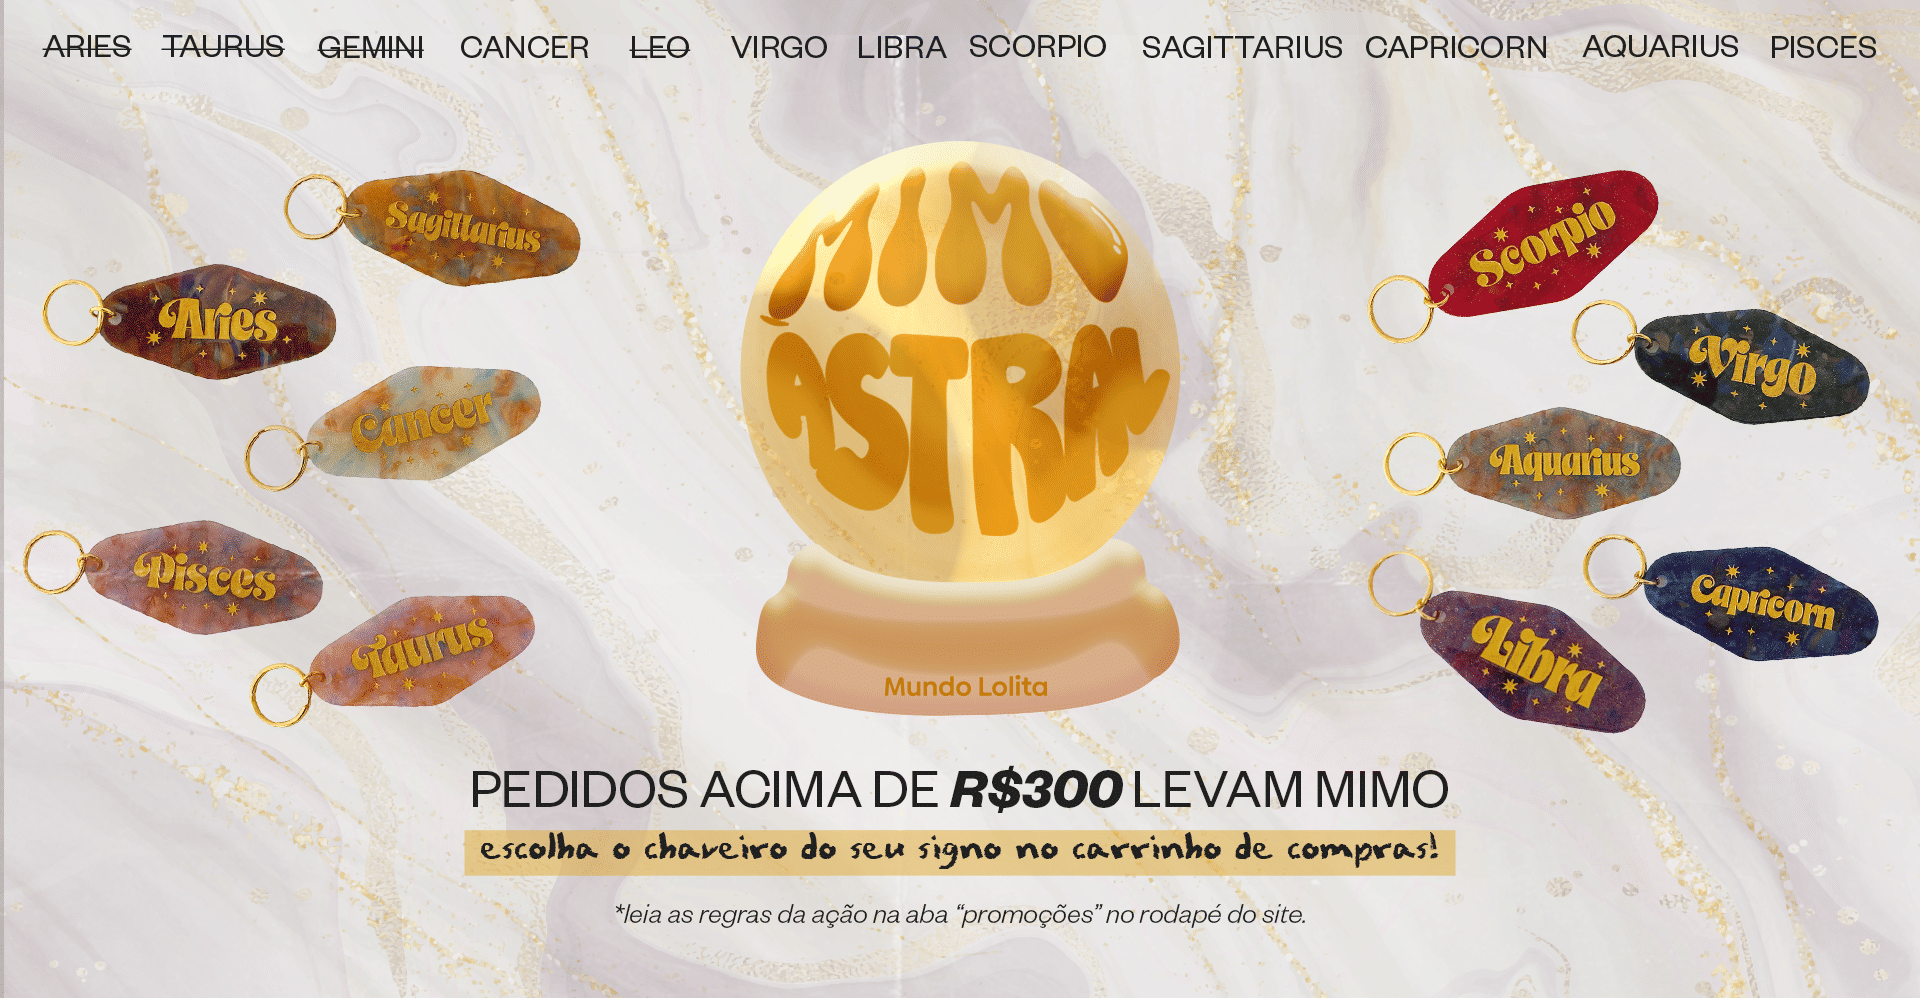 ARIES TAURUS GEMINI CANCER LEO VIRGO LIBRA SCORPIO SAGITTARIUS CAPRICORN AQUARIUS PISCES
Sagittarius
Aries
Cancer
Pisces
Taurus
MIMO
ASTRAL
Mundo Lolita
Scorpio
Virgo
Aquarius
Capricorn
Libra
PEDIDOS ACIMA DE R$300 LEVAM MIMO
escolha o chaveiro do seu signo no carrinho de compras!
*leia as regras da ação na aba “promoções” no rodapé do site.